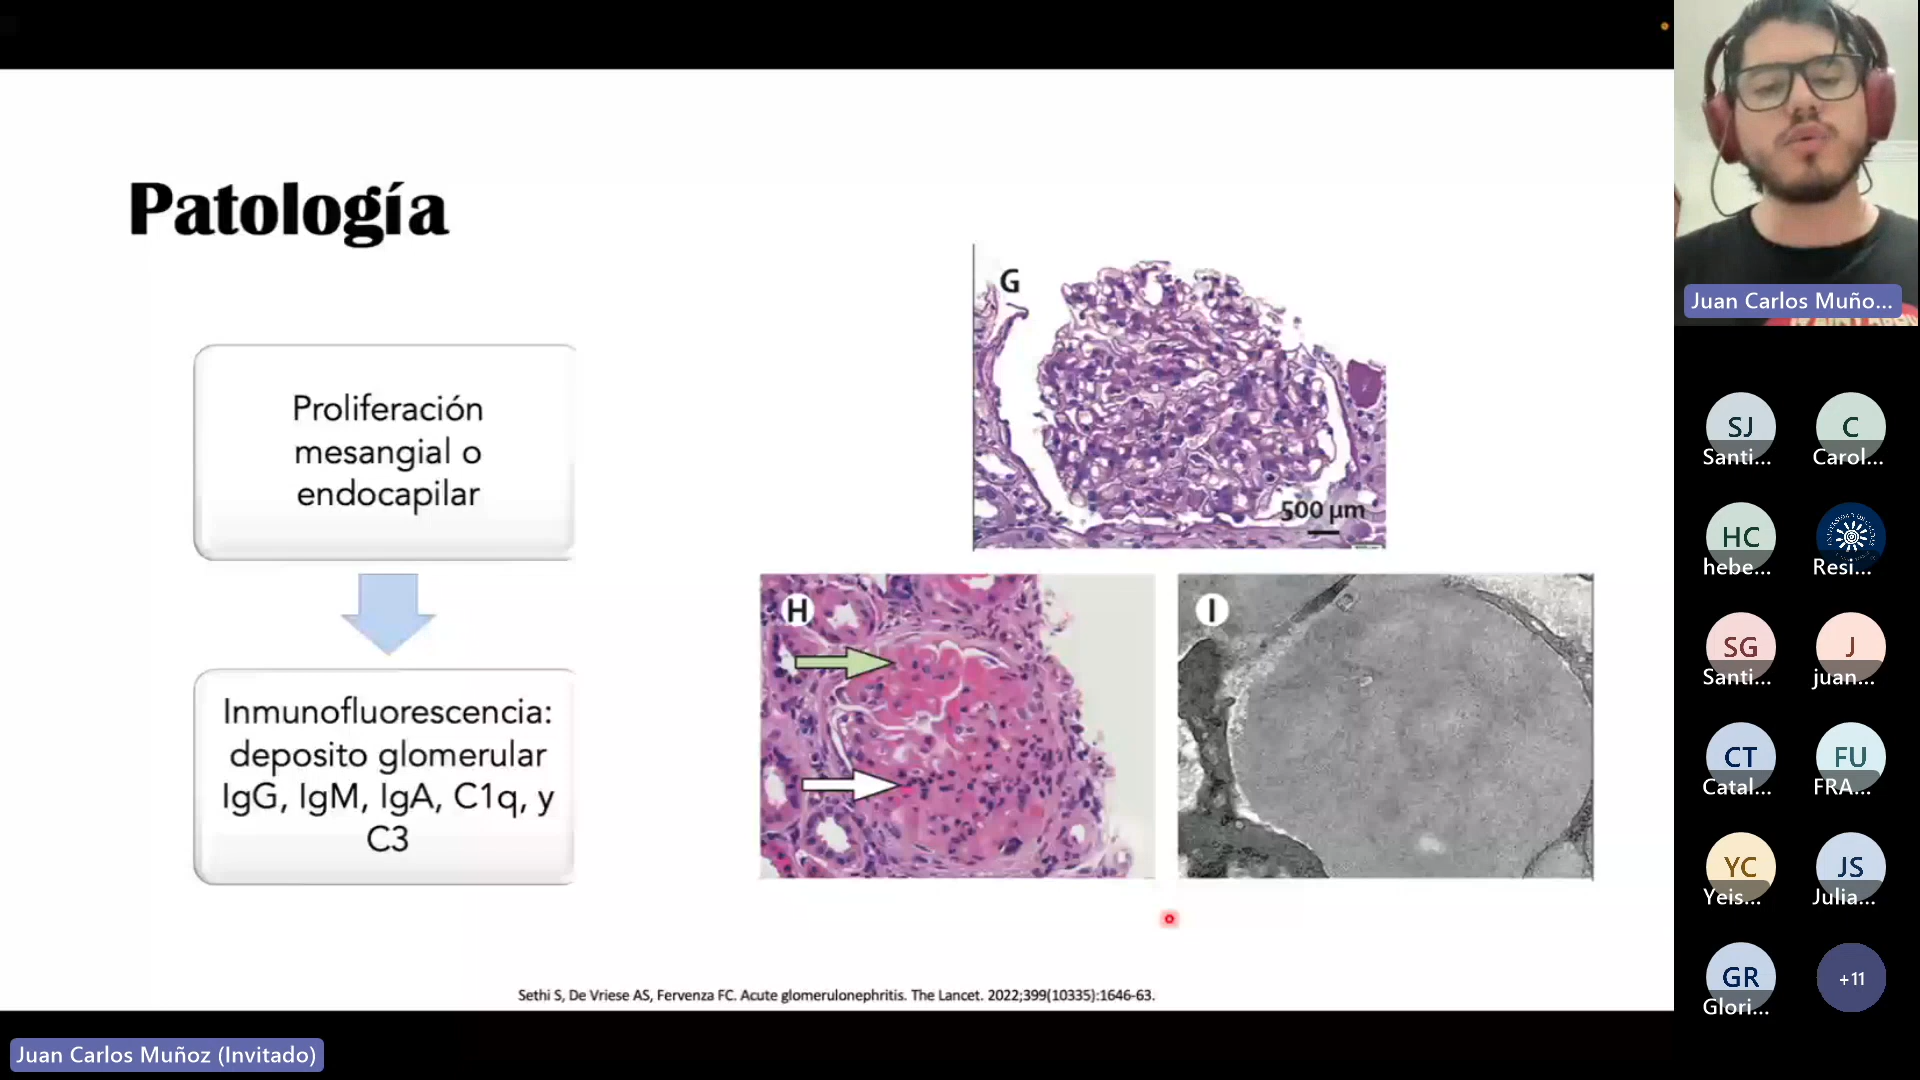 Patología
Proliferación
mesangial o
endocapilar
Inmunofluorescencia:
deposito glomerular
IgG, IgM, IgA, C1q, y
C3
G
500 µm
H
I
Sethi S, De Vriese AS, Fervenza FC. Acute glomerulonephritis. The Lancet. 2022;399(10335):1646-63.
Juan Carlos Muñoz (Invitado)
Juan Carlos Muño...
SJ
Santi...
C
Carol...
HC
hebe...
Resi...
SG
Santi...
J
juan...
CT
Catal...
FU
FRA...
YC
Yeis...
JS
Julia...
GR
Glori...
+11